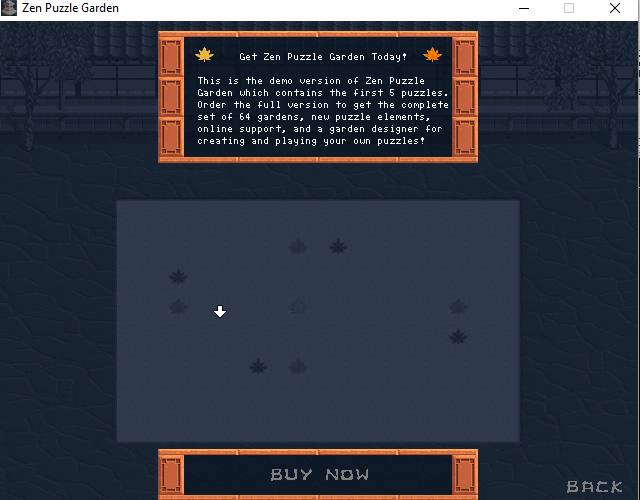 Zen Puzzle Garden
Get Zen Puzzle Garden Today!
This is the demo version of Zen Puzzle
Garden which contains the first 5 puzzles.
Order the full version to get the complete
set of 64 gardens, new puzzle elements,
online support, and a garden designer for
creating and playing your own puzzles!
BUY NOW
BACK